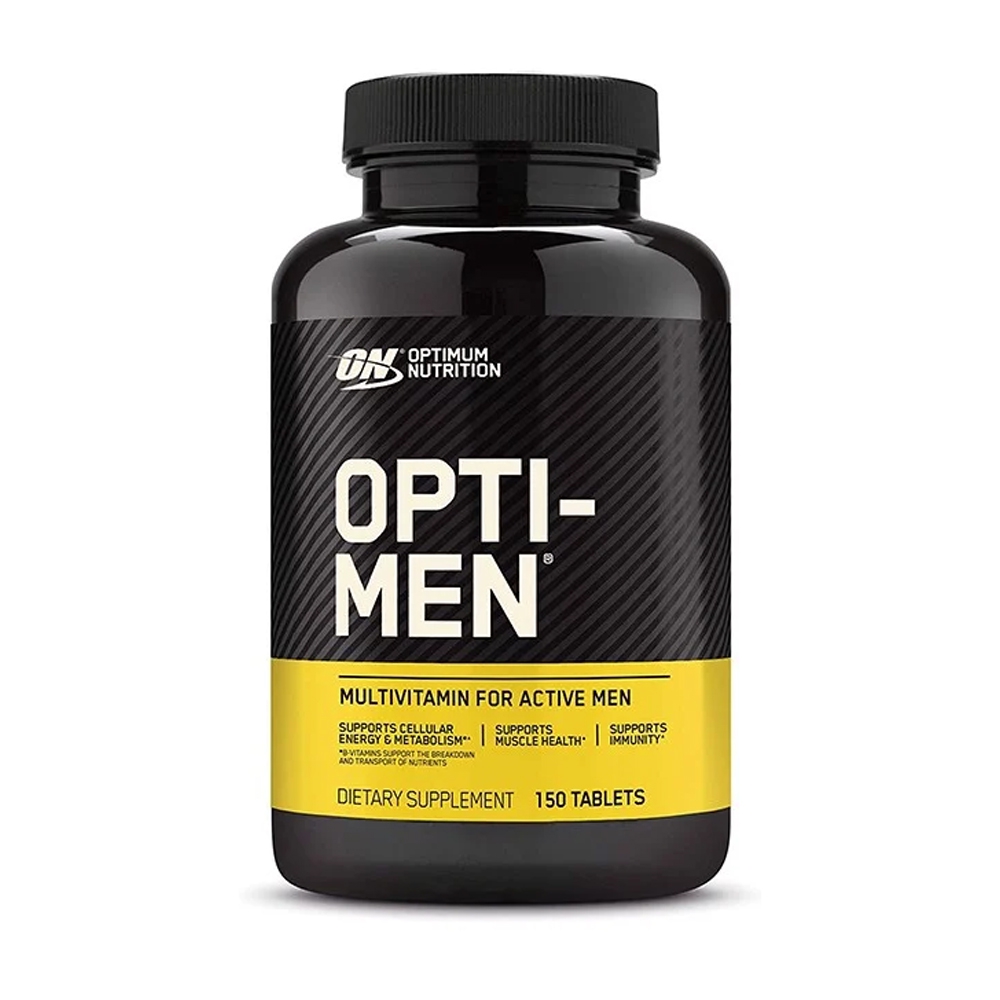 ON® OPTIMUM
NUTRITION
OPTI-
MEN®
MULTIVITAMIN FOR ACTIVE MEN
SUPPORTS CELLULAR
ENERGY & METABOLISM**^
SUPPORTS
MUSCLE HEALTH*
SUPPORTS
IMMUNITY*
^B-VITAMINS SUPPORT THE BREAKDOWN
AND TRANSPORT OF NUTRIENTS
DIETARY SUPPLEMENT 150 TABLETS